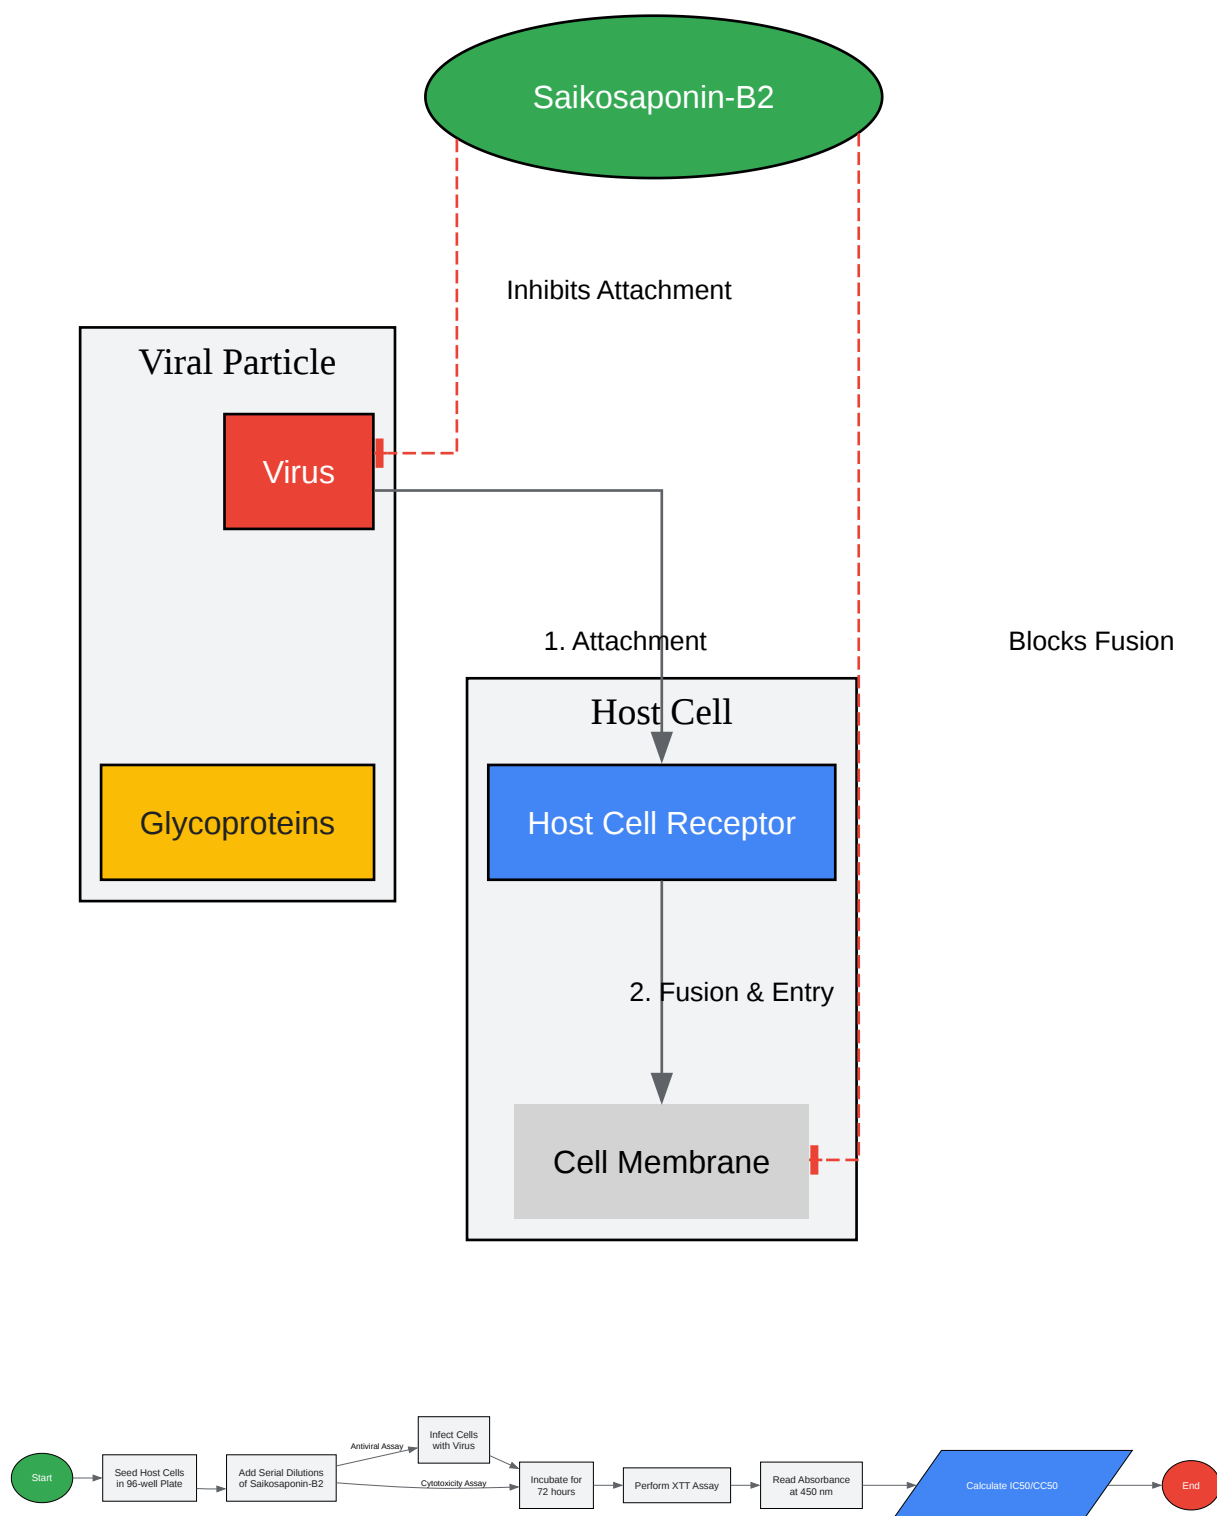 Saikosaponin-B2
Inhibits Attachment
Viral Particle
Virus
1. Attachment
Blocks Fusion
Host Cell
Glycoproteins
Host Cell Receptor
2. Fusion & Entry
Cell Membrane
Start
Seed Host Cells
in 96-well Plate
Add Serial Dilutions
of Saikosaponin-B2
Antiviral Assay
Infect Cells
with Virus
Cytotoxicity Assay
Incubate for
72 hours
Perform XTT Assay
Read Absorbance
at 450 nm
Calculate IC50/CC50
End